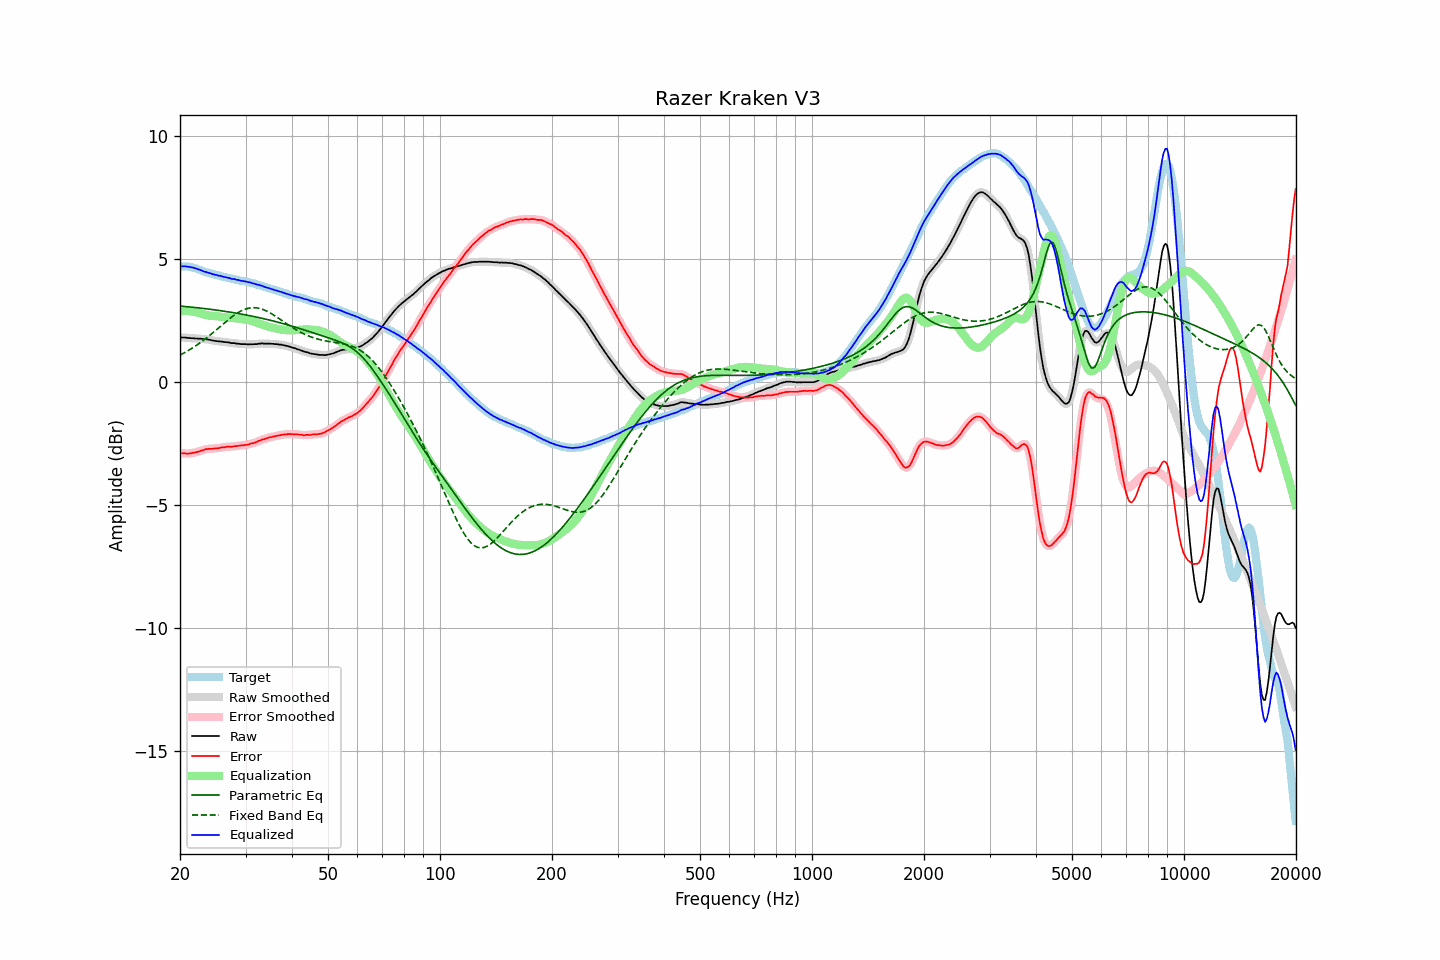 Razer Kraken V3
Amplitude (dBr)
10
5
0
−5
−10
−15
Target
Raw Smoothed
Error Smoothed
Raw
Error
Equalization
Parametric Eq
Fixed Band Eq
Equalized
20 50 100 200 500 1000 2000 5000 10000 20000
Frequency (Hz)